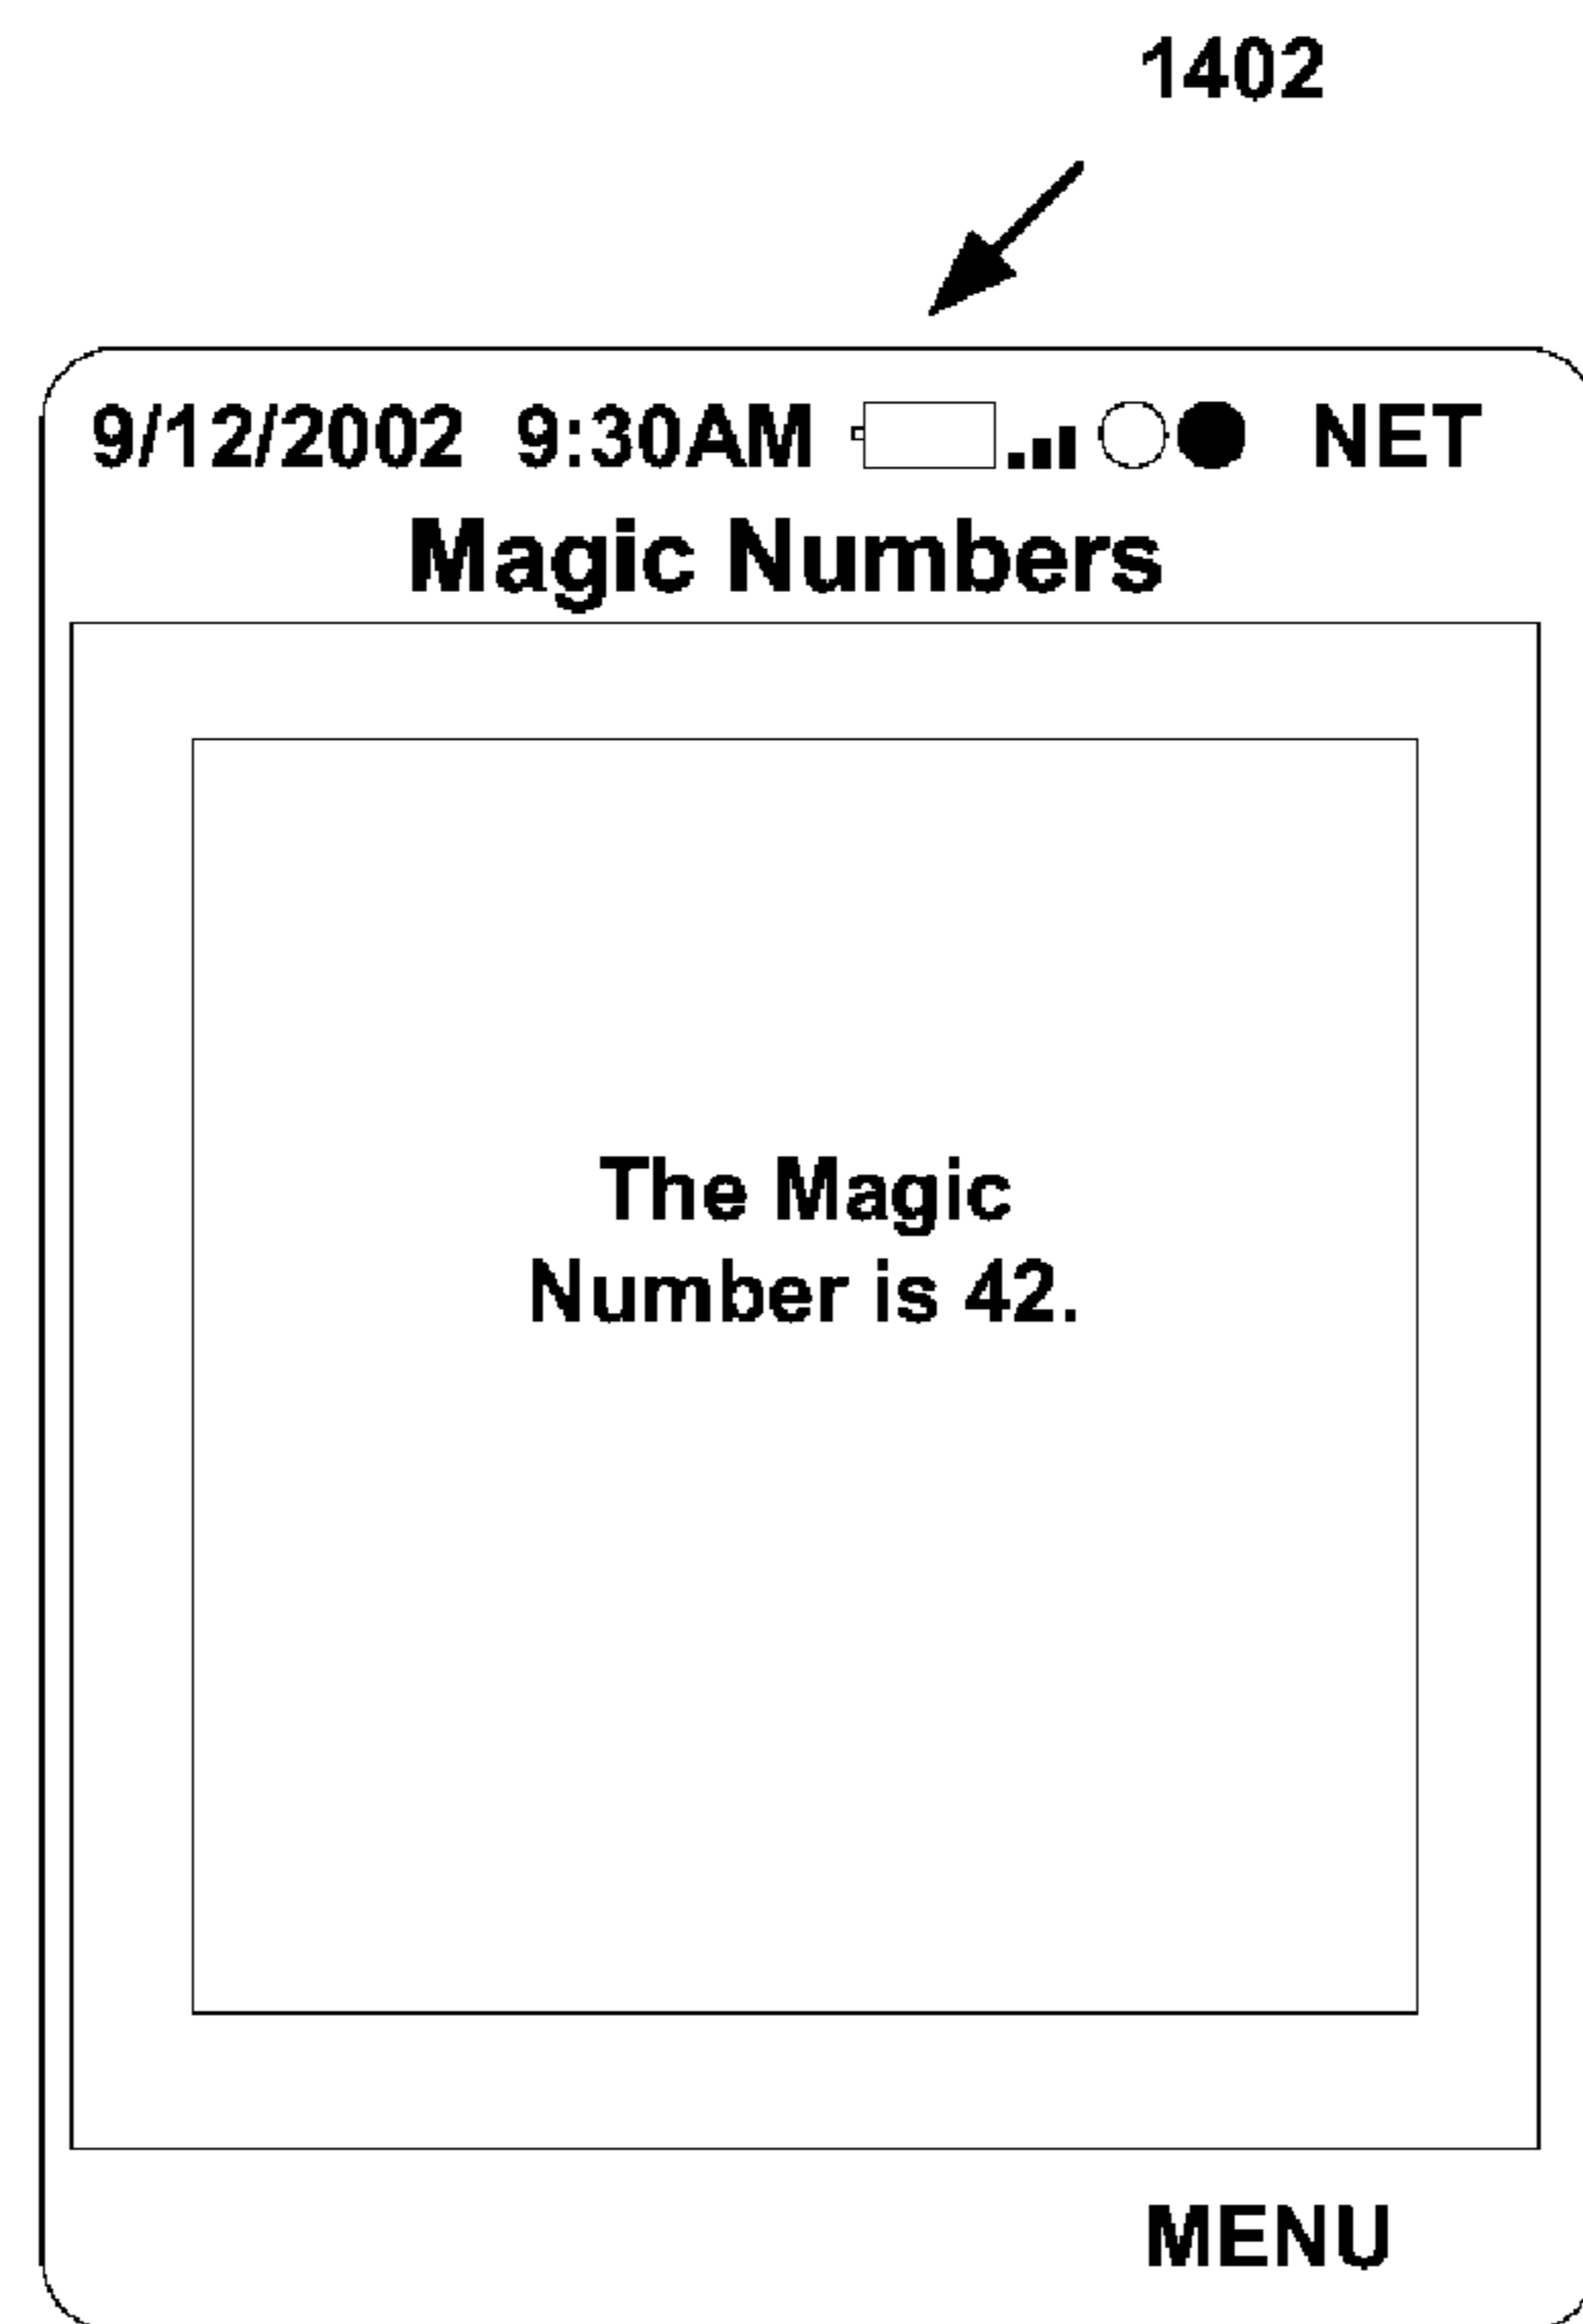 1402
9/12/2002 9:30AM NET
Magic Numbers
The Magic
Number is 42.
MENU